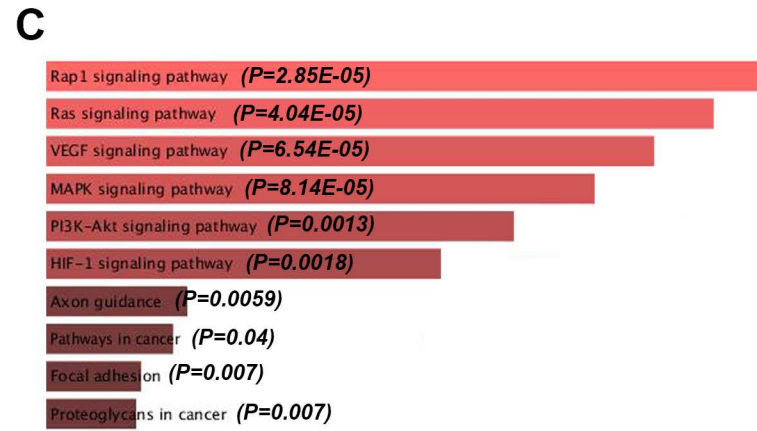 C
Rap1 signaling pathway (P=2.85E-05)
Ras signaling pathway (P=4.04E-05)
VEGF signaling pathway (P=6.54E-05)
MAPK signaling pathway (P=8.14E-05)
PI3K-Akt signaling pathway (P=0.0013)
HIF-1 signaling pathway (P=0.0018)
Axon guidance (P=0.0059)
Pathways in cancer (P=0.04)
Focal adhesion (P=0.007)
Proteoglycans in cancer (P=0.007)